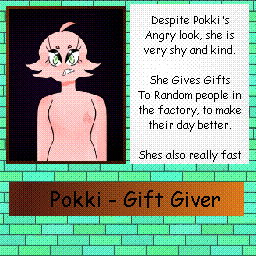 Despite Pokki's
Angry look, she is
very shy and kind.
She Gives Gifts
To Random people in
the factory, to make
their day better.
Shes also really fast
Pokki - Gift Giver